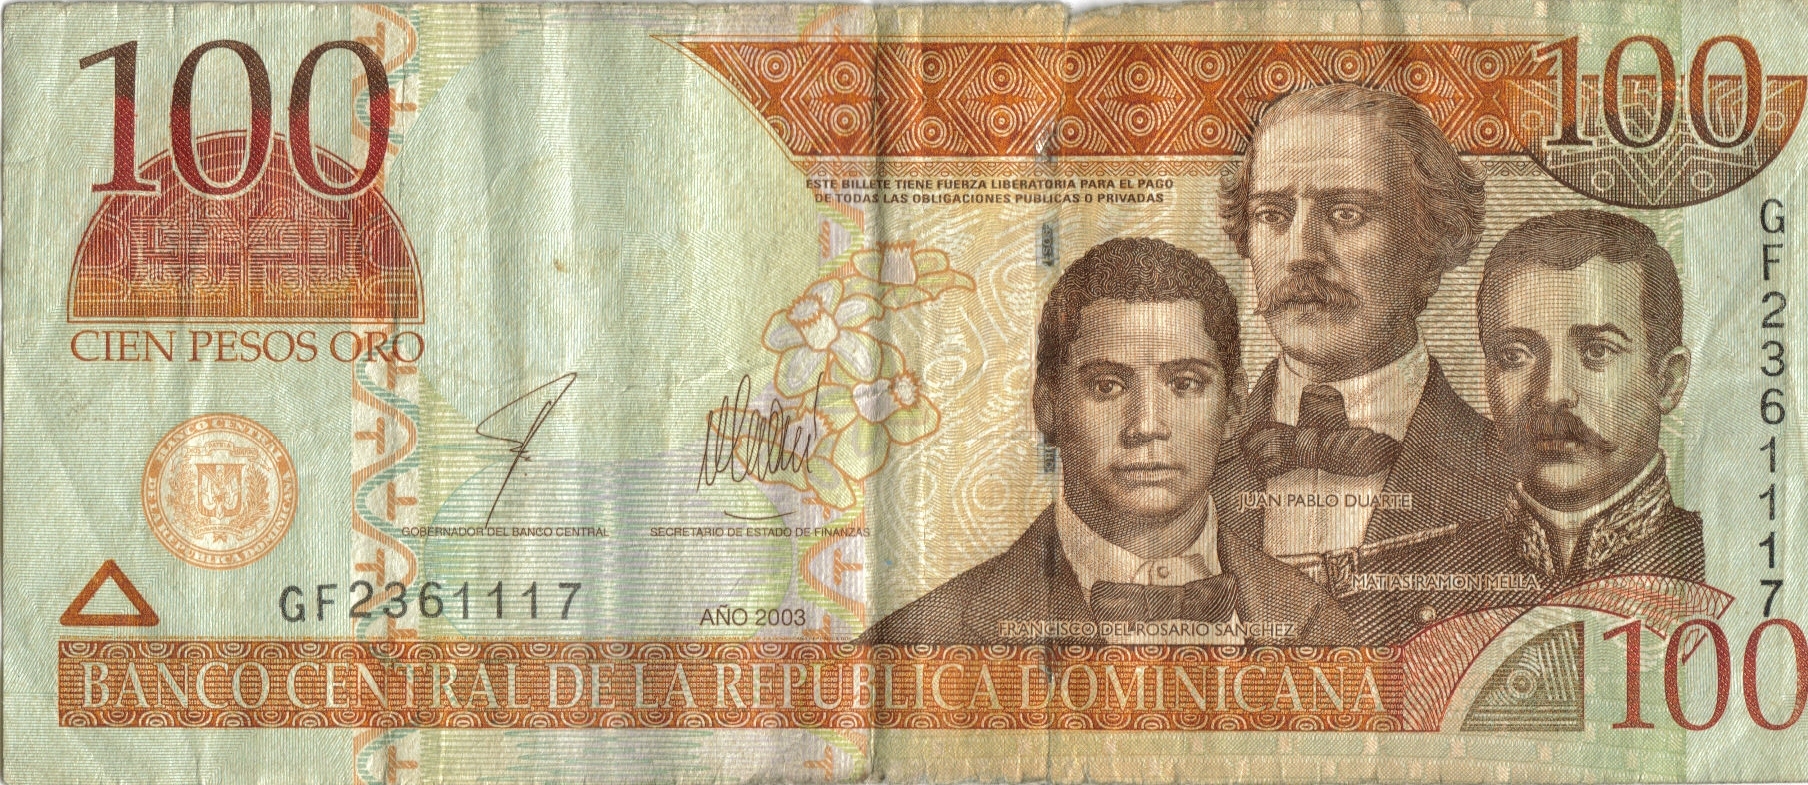 100
100
ESTE BILLETE TIENE FUERZA LIBERATORIA PARA EL PAGO
DE TODAS LAS OBLIGACIONES PUBLICAS O PRIVADAS
CIEN PESOS ORO
GF2361117
BANCO CENTRAL
REPUBLICA DOMINICANA
GOBERNADOR DEL BANCO CENTRAL
SECRETARIO DE ESTADO DE FINANZAS
JUAN PABLO DUARTE
MATIAS RAMON MELLA
FRANCISCO DEL ROSARIO SANCHEZ
GF2361117
AÑO 2003
BANCO CENTRAL DE LA REPUBLICA DOMINICANA
100